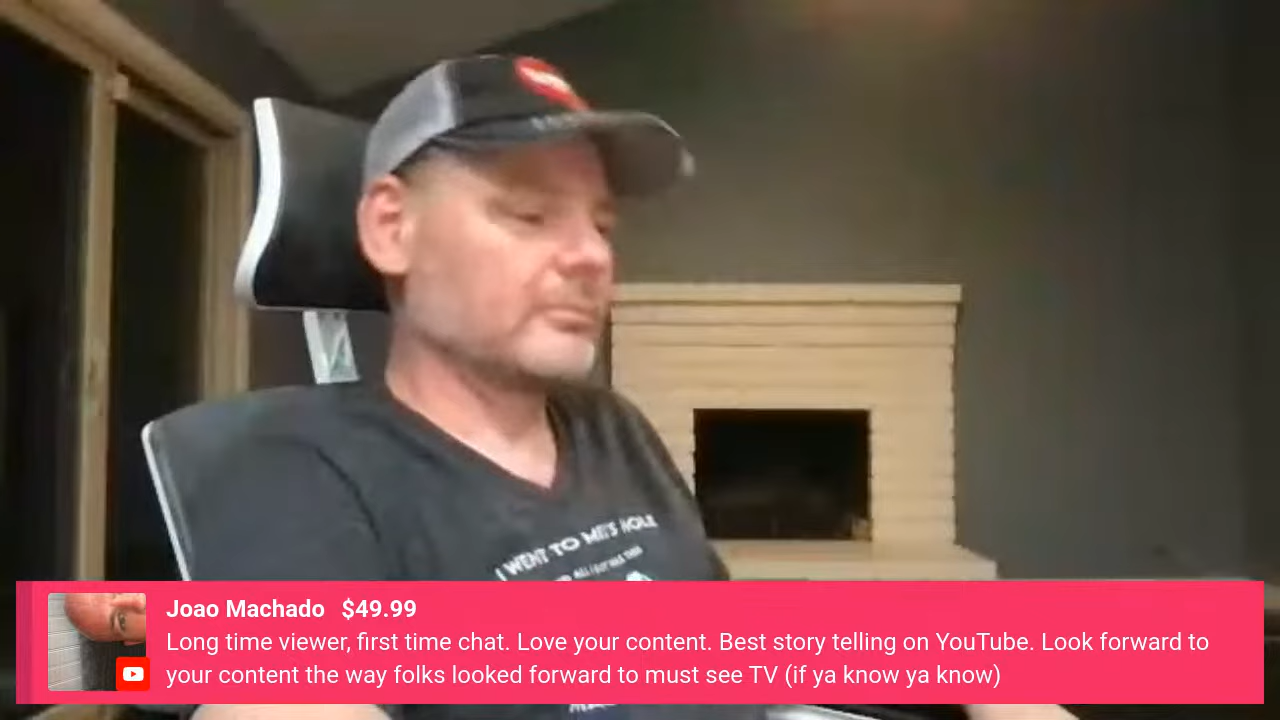 I WENT TO MEL'S HOLE
Joao Machado $49.99
Long time viewer, first time chat. Love your content. Best story telling on YouTube. Look forward to
your content the way folks looked forward to must see TV (if ya know ya know)